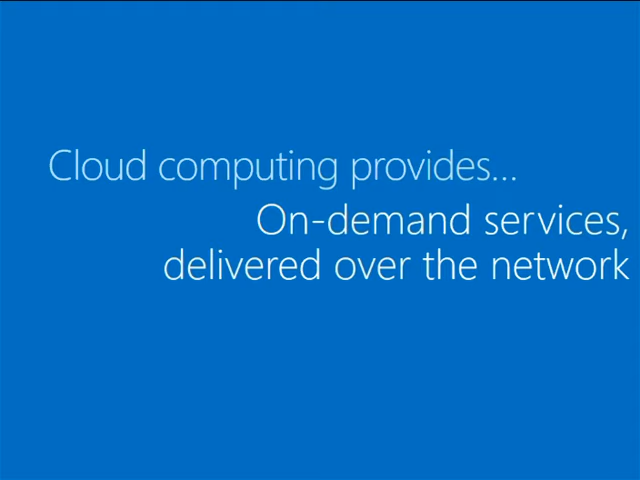 Cloud computing provides...
On-demand services,
delivered over the network